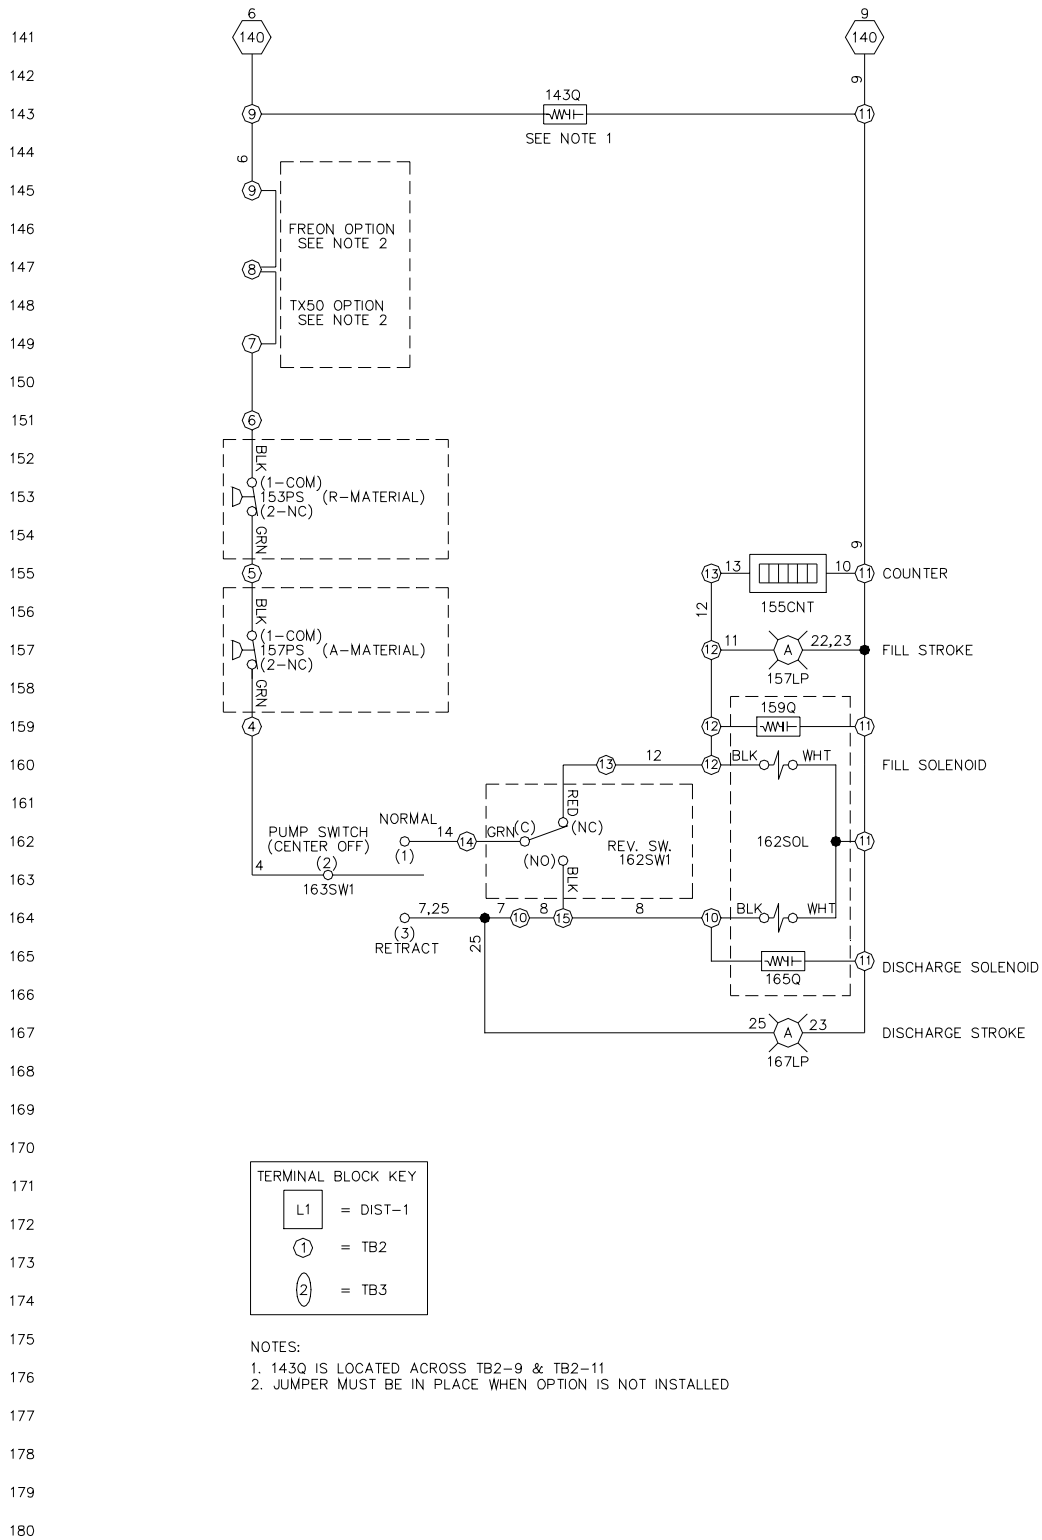 6 9
141 140 140
142 9
143Q
143 9 11
SEE NOTE 1
144 6
145 9
146 FREON OPTION
SEE NOTE 2
147 8
148 TX50 OPTION
SEE NOTE 2
149 7
150
151 6
152 BLK
(1-COM)
153 153PS (R-MATERIAL)
(2-NC)
154 GRN 9
155 5 13 13 10 11 COUNTER
155CNT
156 BLK 12
(1-COM)
157 157PS (A-MATERIAL) 12 11 A 22,23 FILL STROKE
(2-NC) 157LP
158 GRN
159Q
159 4 12 11
160 13 12 12 BLK WHT FILL SOLENOID
161 RED
NORMAL (C) (NC)
PUMP SWITCH 14 14 GRN
162 (CENTER OFF) (1) REV. SW. 162SOL 11
(2) (NO) 162SW1
163 4 BLK
163SW1
164 7,25 7 10 8 15 8 10 BLK WHT
(3)
RETRACT 25
165 11
DISCHARGE SOLENOID
165Q
166
167 25 A 23 DISCHARGE STROKE
167LP
168
169
170
171 TERMINAL BLOCK KEY
L1 = DIST-1
172
1 = TB2
173
2 = TB3
174
175 NOTES:
1. 143Q IS LOCATED ACROSS TB2-9 & TB2-11
176
2. JUMPER MUST BE IN PLACE WHEN OPTION IS NOT INSTALLED
177
178
179
180